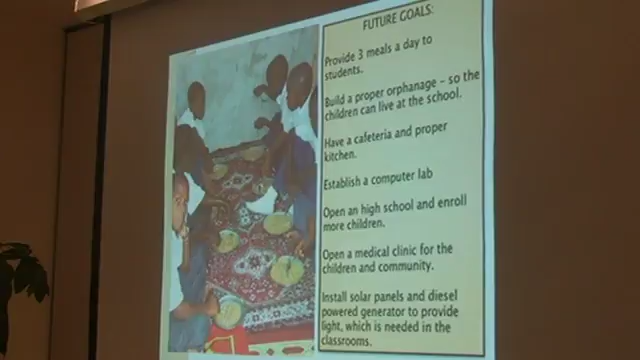 FUTURE GOALS:
Provide 3 meals a day to
students.
Build a proper orphanage – so the
children can live at the school.
Have a cafeteria and proper
kitchen.
Establish a computer lab
Open an high school and enroll
more children.
Open a medical clinic for the
children and community.
Install solar panels and diesel
powered generator to provide
light, which is needed in the
classrooms.